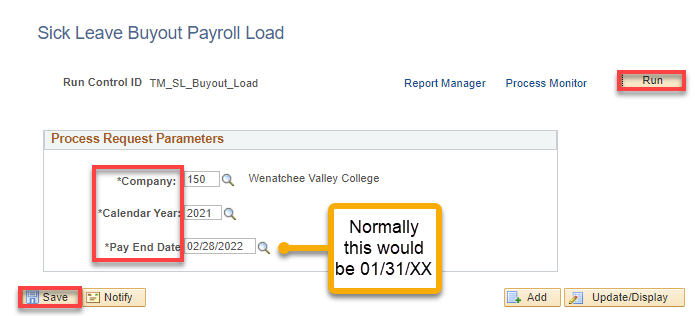 Sick Leave Buyout Payroll Load
Run Control ID TM_SL_Buyout_Load Report Manager Process Monitor Run
Process Request Parameters
*Company: 150 Wenatchee Valley College
*Calendar Year: 2021
*Pay End Date 02/28/2022
Normally
this would
be 01/31/XX
Save Notify Add Update/Display